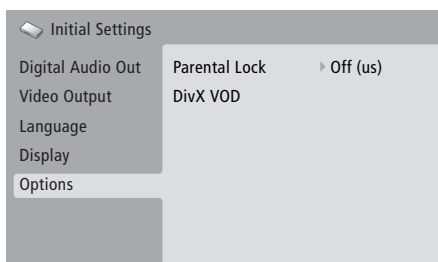 Initial Settings
Digital Audio Out
Video Output
Language
Display
Options
Parental Lock
Off (us)
DivX VOD